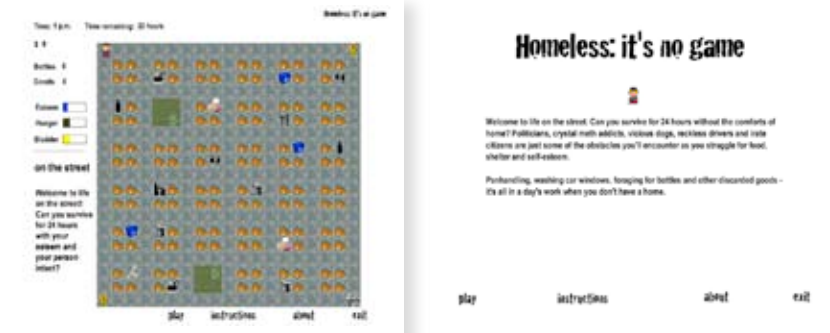 Homeless: It's no game
Time: 9 p.m. Time remaining: 20 hours
$ 0
Bottles 0
Goods 0
Esteem
Hunger
Bladder
on the street
Welcome to life
on the street!
Can you survive
for 24 hours
with your
esteem and
your person
intact?
play instructions about exit
Homeless: it's no game
Welcome to life on the street. Can you survive for 24 hours without the comforts of
home? Politicians, crystal meth addicts, vicious dogs, reckless drivers and irate
citizens are just some of the obstacles you'll encounter as you struggle for food,
shelter and self-esteem.
Panhandling, washing car windows, foraging for bottles and other discarded goods -
it's all in a day's work when you don't have a home.
play instructions about exit